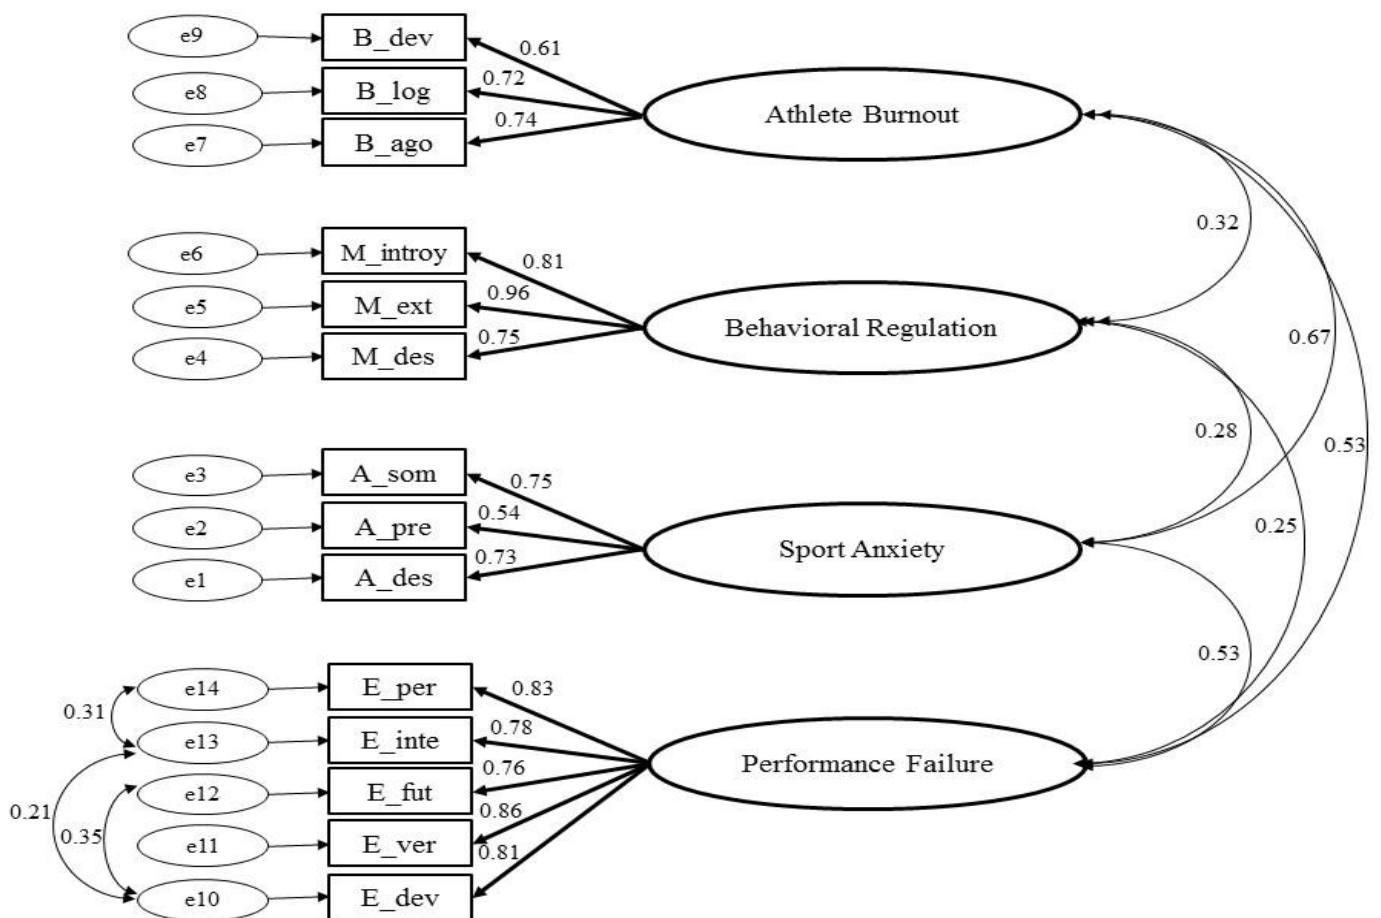 e9
B_dev
0.61
e8
B_log
0.72
e7
B_ago
0.74
Athlete Burnout
0.32
e6
M_introy
0.81
e5
M_ext
0.96
e4
M_des
0.75
Behavioral Regulation
0.67
0.28
0.53
e3
A_som
0.75
e2
A_pre
0.54
e1
A_des
0.73
Sport Anxiety
0.25
0.53
0.31
e14
E_per
0.83
e13
E_inte
0.78
e12
E_fut
0.76
0.21
0.35
e11
E_ver
0.86
e10
E_dev
0.81
Performance Failure